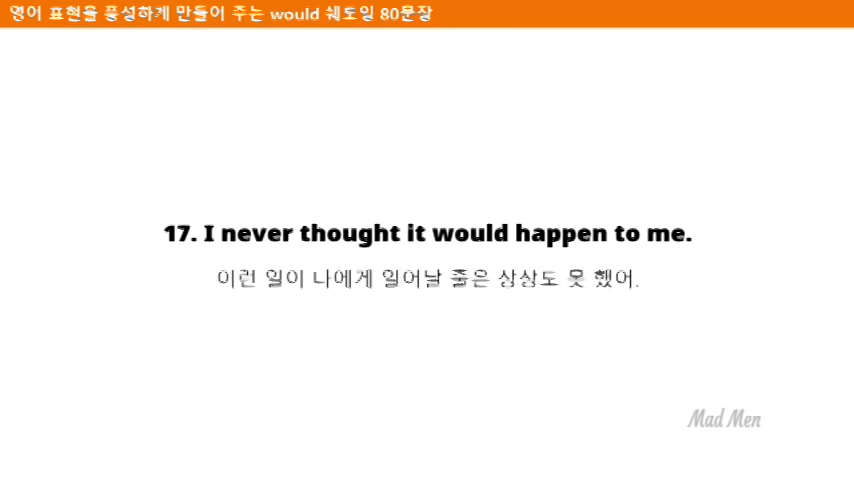 영어 표현을 풍성하게 만들어 주는 would 쉐도잉 80문장
17. I never thought it would happen to me.
이런 일이 나에게 일어날 줄은 상상도 못 했어.
Mad Men